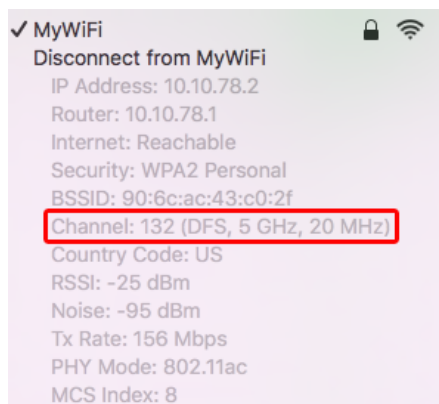 ✓ MyWiFi
Disconnect from MyWiFi
IP Address: 10.10.78.2
Router: 10.10.78.1
Internet: Reachable
Security: WPA2 Personal
BSSID: 90:6c:ac:43:c0:2f
Channel: 132 (DFS, 5 GHz, 20 MHz)
Country Code: US
RSSI: -25 dBm
Noise: -95 dBm
Tx Rate: 156 Mbps
PHY Mode: 802.11ac
MCS Index: 8